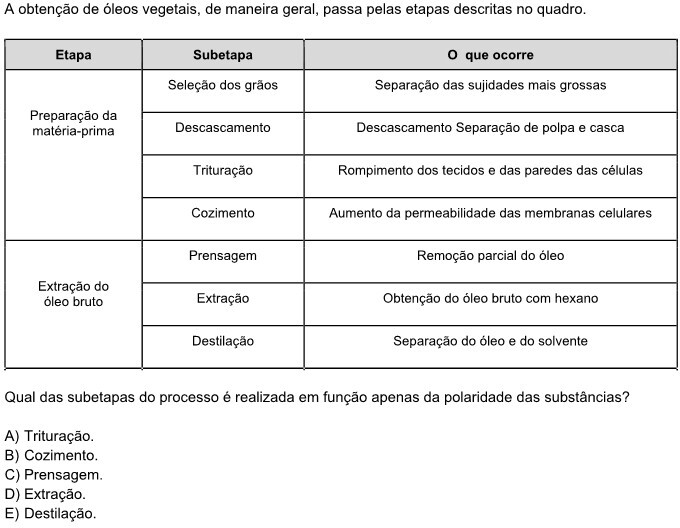 A obtenção de óleos vegetais, de maneira geral, passa pelas etapas descritas no quadro.
Etapa Subetapa O que ocorre
Preparação da
matéria-prima
Seleção dos grãos Separação das sujidades mais grossas
Descascamento Descascamento Separação de polpa e casca
Trituração Rompimento dos tecidos e das paredes das células
Cozimento Aumento da permeabilidade das membranas celulares
Extração do
óleo bruto
Prensagem Remoção parcial do óleo
Extração Obtenção do óleo bruto com hexano
Destilação Separação do óleo e do solvente
Qual das subetapas do processo é realizada em função apenas da polaridade das substâncias?
A) Trituração.
B) Cozimento.
C) Prensagem.
D) Extração.
E) Destilação.